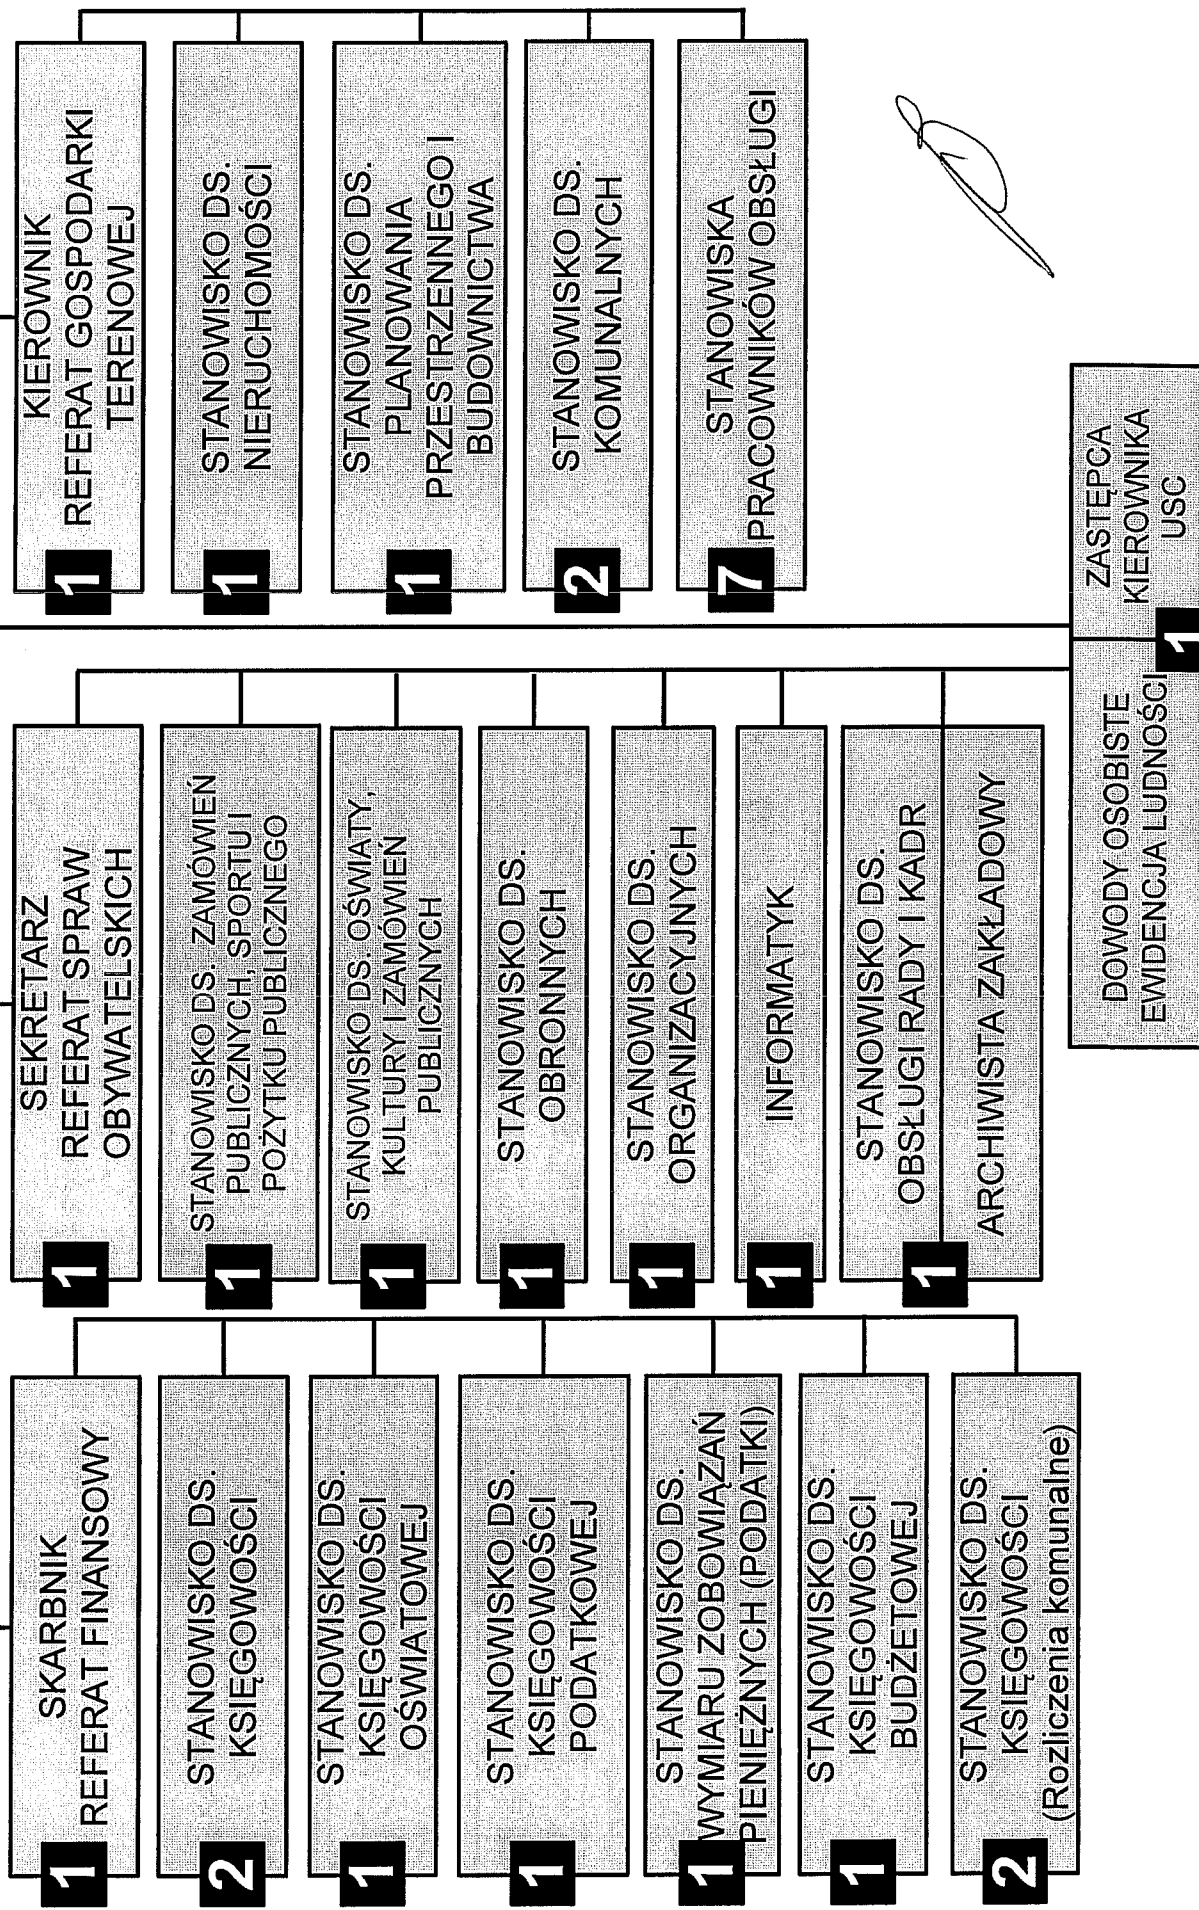 SKARBNIK
REFERAT FINANSOWY
1
STANOWISKO DS.
KSIĘGOWOŚCI
2
STANOWISKO DS.
KSIĘGOWOŚCI
OŚWIATOWEJ
1
STANOWISKO DS.
KSIĘGOWOŚCI
PODATKOWEJ
1
STANOWISKO DS.
WYMIARU ZOBOWIĄZAŃ
PIENIĘŻNYCH (PODATKI)
1
STANOWISKO DS.
KSIĘGOWOŚCI
BUDŻETOWEJ
1
STANOWISKO DS.
KSIĘGOWOŚCI
(Rozliczenia komunalne)
2
SEKRETARZ
REFERAT SPRAW
OBYWATELSKICH
1
STANOWISKO DS. ZAMÓWIEŃ
PUBLICZNYCH, SPORTU I
POŻYTKU PUBLICZNEGO
1
STANOWISKO DS. OŚWIATY,
KULTURY I ZAMÓWIEŃ
PUBLICZNYCH
1
STANOWISKO DS.
OBRONNYCH
1
STANOWISKO DS.
ORGANIZACYJNYCH
1
INFORMATYK
1
STANOWISKO DS.
OBSŁUGI RADY I KADR
ARCHIWISTA ZAKŁADOWY
1
DOWODY OSOBISTE
EWIDENCJA LUDNOŚCI
ZASTĘPCA
KIEROWNIKA
USC
1
KIEROWNIK
REFERAT GOSPODARKI
TERENOWEJ
1
STANOWISKO DS.
NIERUCHOMOŚCI
1
STANOWISKO DS.
PLANOWANIA
PRZESTRZENNEGO I
BUDOWNICTWA
1
STANOWISKO DS.
KOMUNALNYCH
2
STANOWISKA
PRACOWNIKÓW OBSŁUGI
7